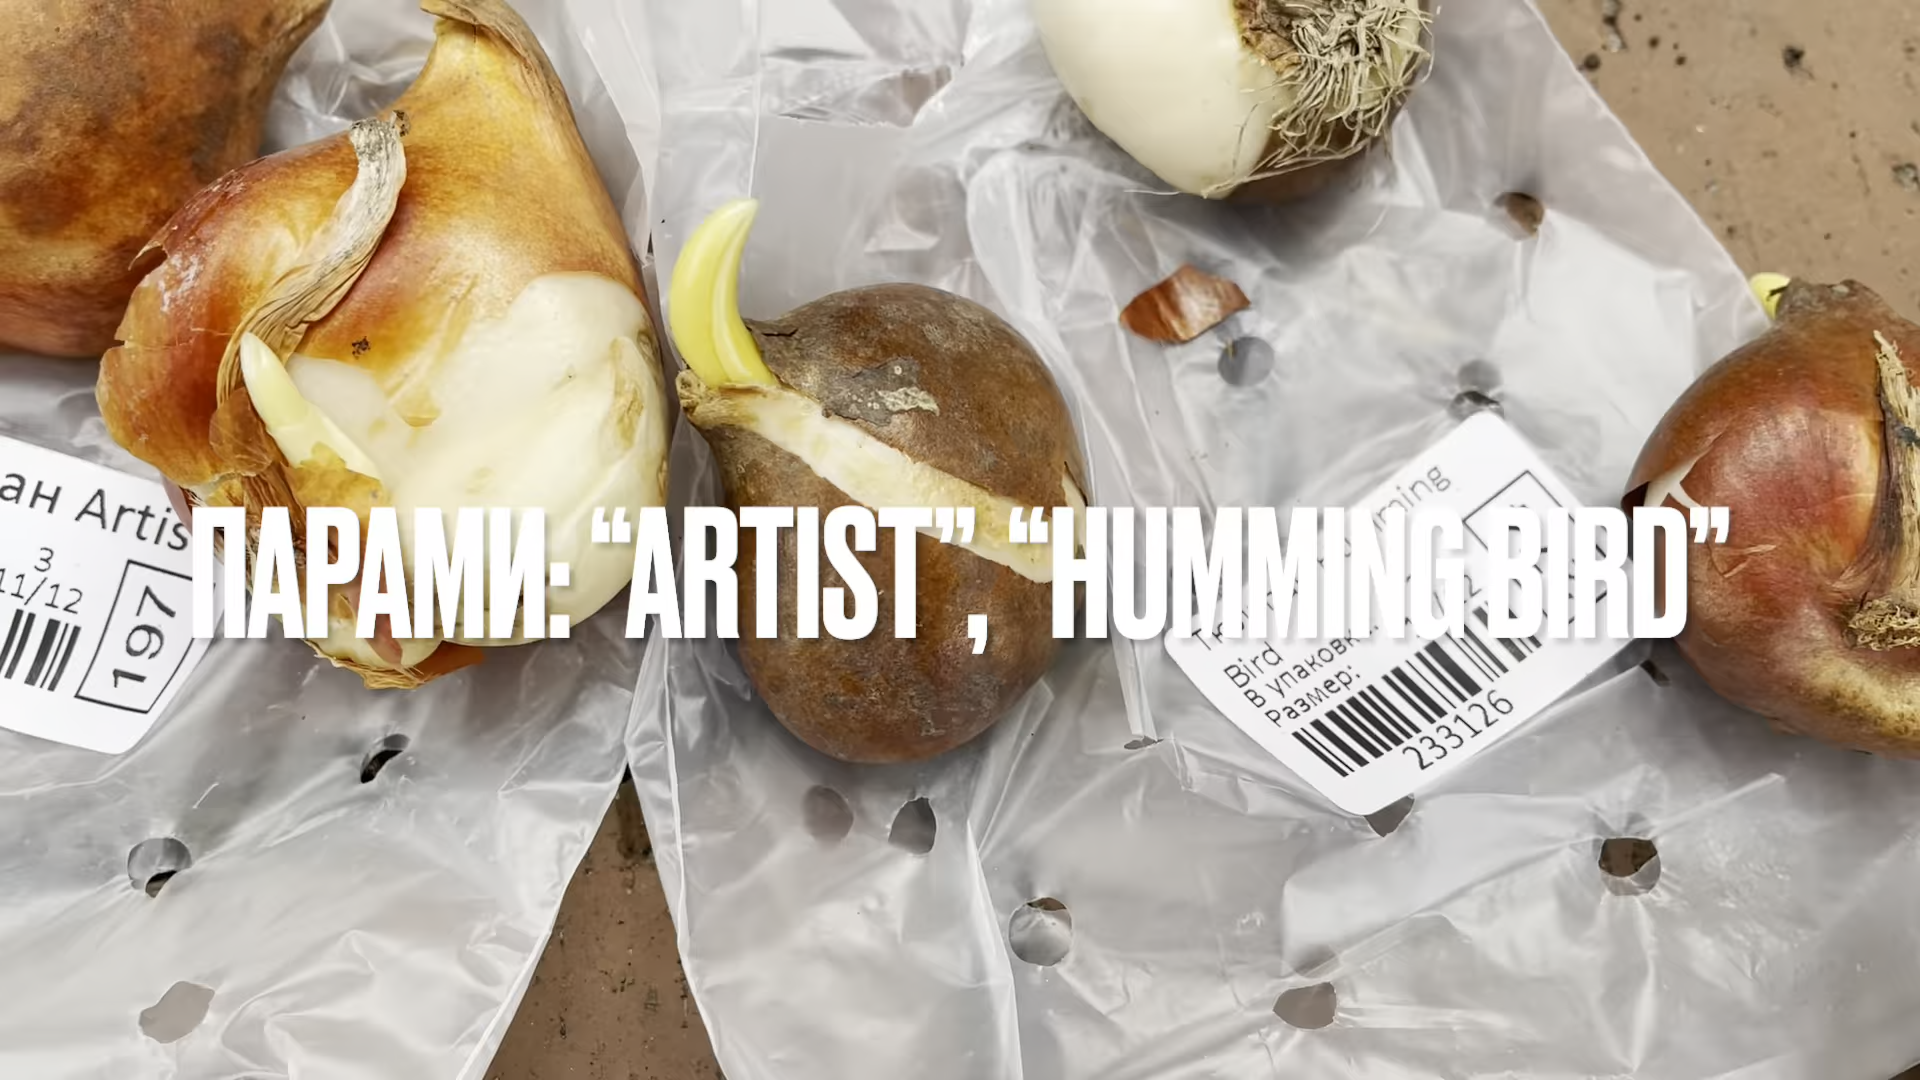 ан Artis
3
11/12
197
ПАРАМИ: “ARTIST”, “HUMMING BIRD”
Bird
В упаковк
Размер:
233126